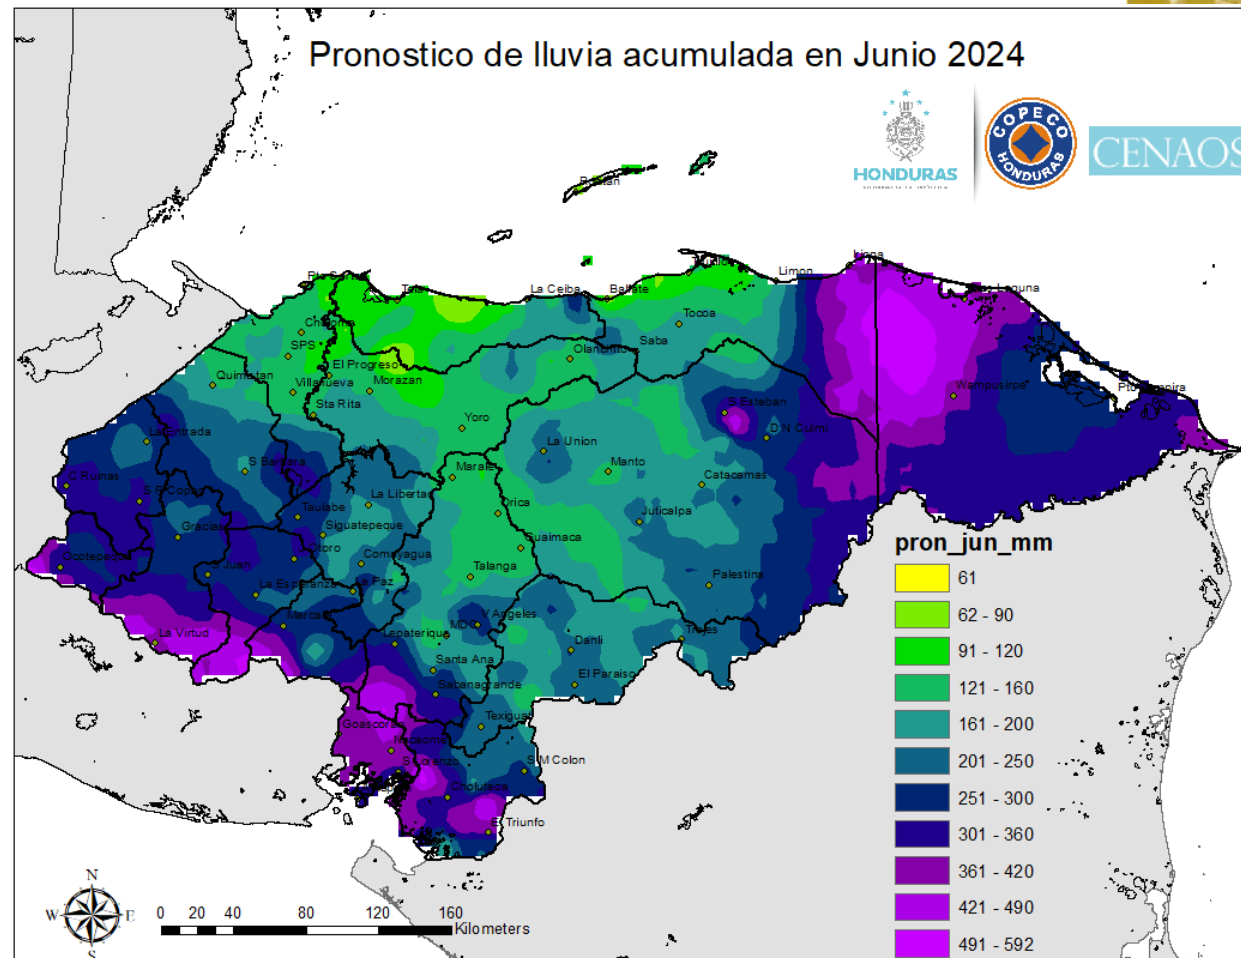 Pronostico de lluvia acumulada en Junio 2024
HONDURAS
COPECO
HONDURAS
CENAOS
Roatan
Iriona
Limon
La Ceiba
Balfate
Tela
Tocoa
Choloma
SPS
Saba
Olanchito
El Progreso
Quimistan
Villanueva
Morazan
Wampusirpe
Sta Rita
S Esteban
Yoro
D N Culmi
La Entrada
La Union
S Barbara
Marale
Manto
Catacamas
C Ruinas
La Libertad
Orica
Taulabe
Juticalpa
Gracias
Siguatepeque
Guaimaca
Ocotepeque
Comayagua
S Juan
Talanga
La Esperanza
La Paz
Palestina
Marcala
V Angeles
MDC
La Virtud
Lepaterique
Danli
Trojes
Santa Ana
El Paraiso
Sabanagrande
Texiguat
Goascoran
Nacaome
S Lorenzo
S M Colon
Choluteca
El Triunfo
pron_jun_mm
61
62 - 90
91 - 120
121 - 160
161 - 200
201 - 250
251 - 300
301 - 360
361 - 420
421 - 490
491 - 592
N
W E
S
0 20 40 80 120 160
Kilometers